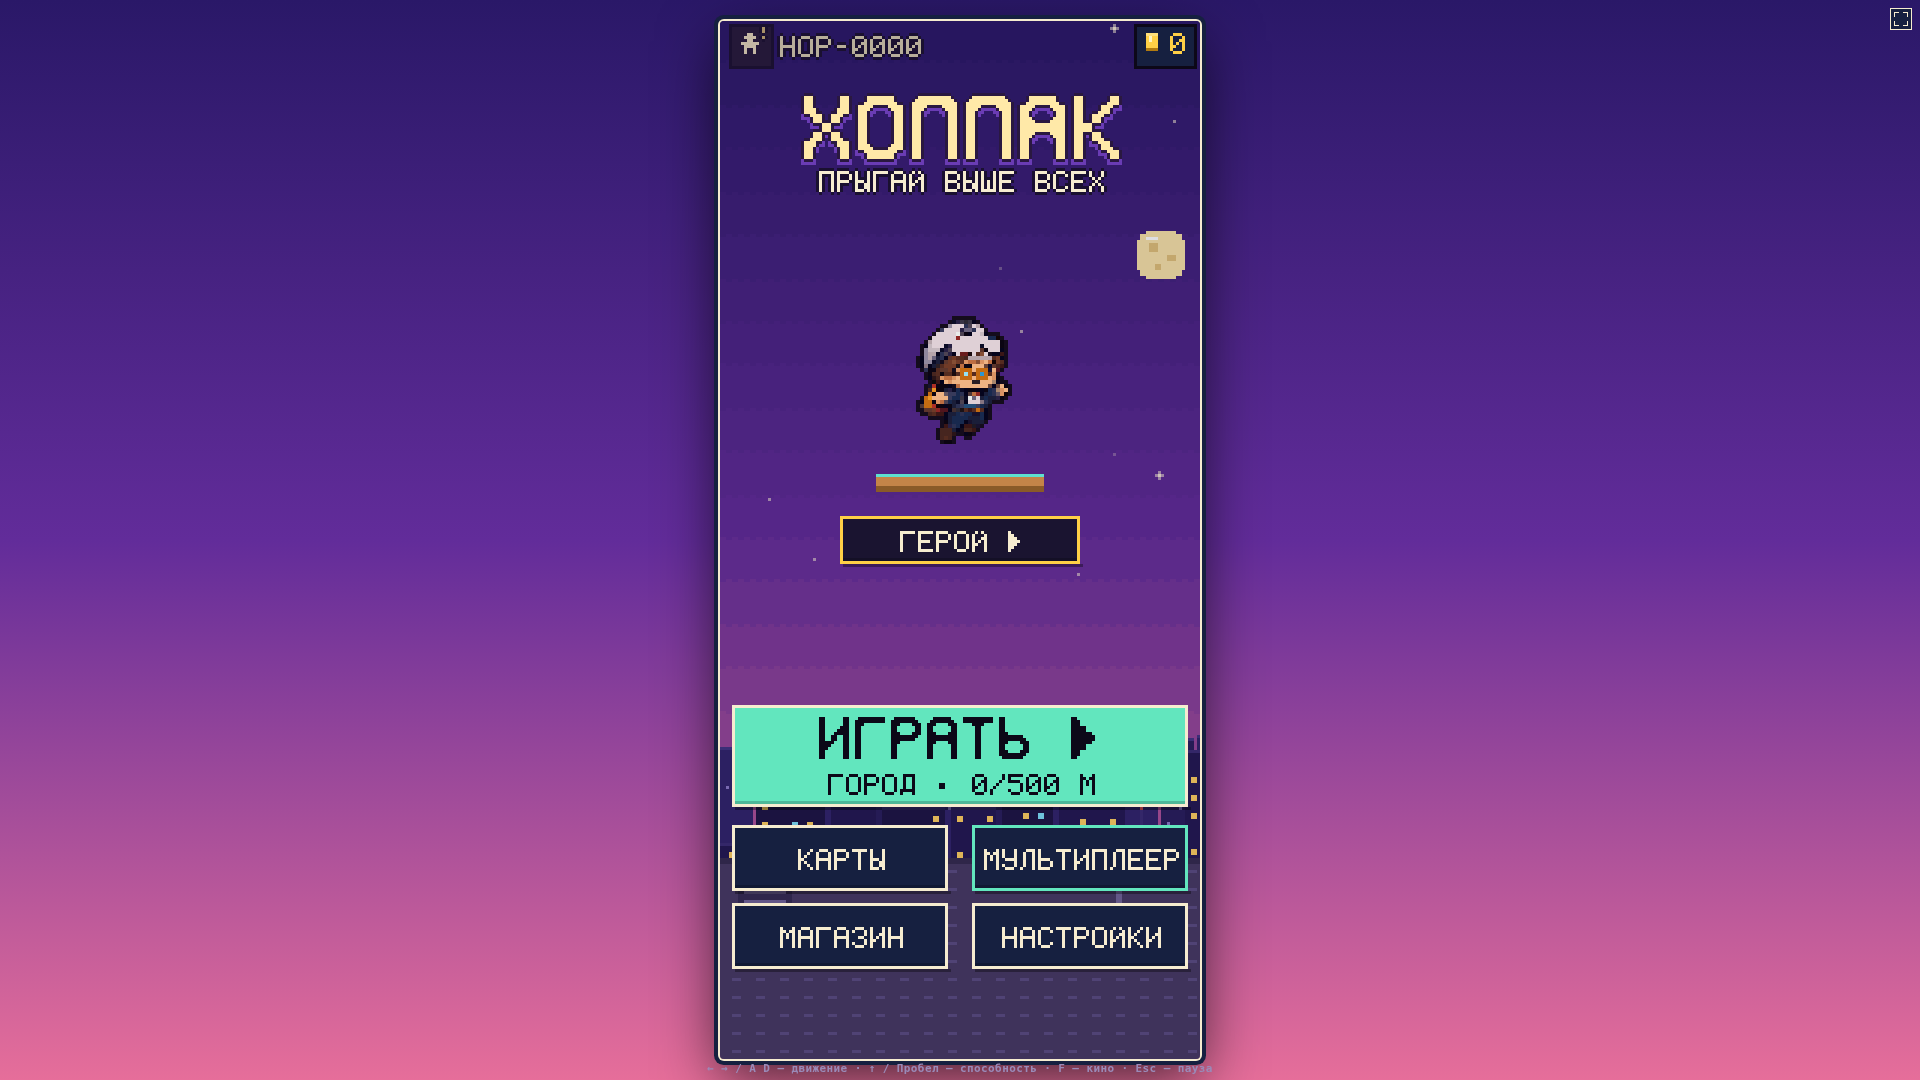 HOP-0000
0
ХОППАК
ПРЫГАЙ ВЫШЕ ВСЕХ
ГЕРОЙ
ИГРАТЬ
ГОРОД • 0/500 М
КАРТЫ
МУЛЬТИПЛЕЕР
МАГАЗИН
НАСТРОЙКИ
← → / A D — движение · ↑ / Пробел — способность · F — кино · Esc — пауза